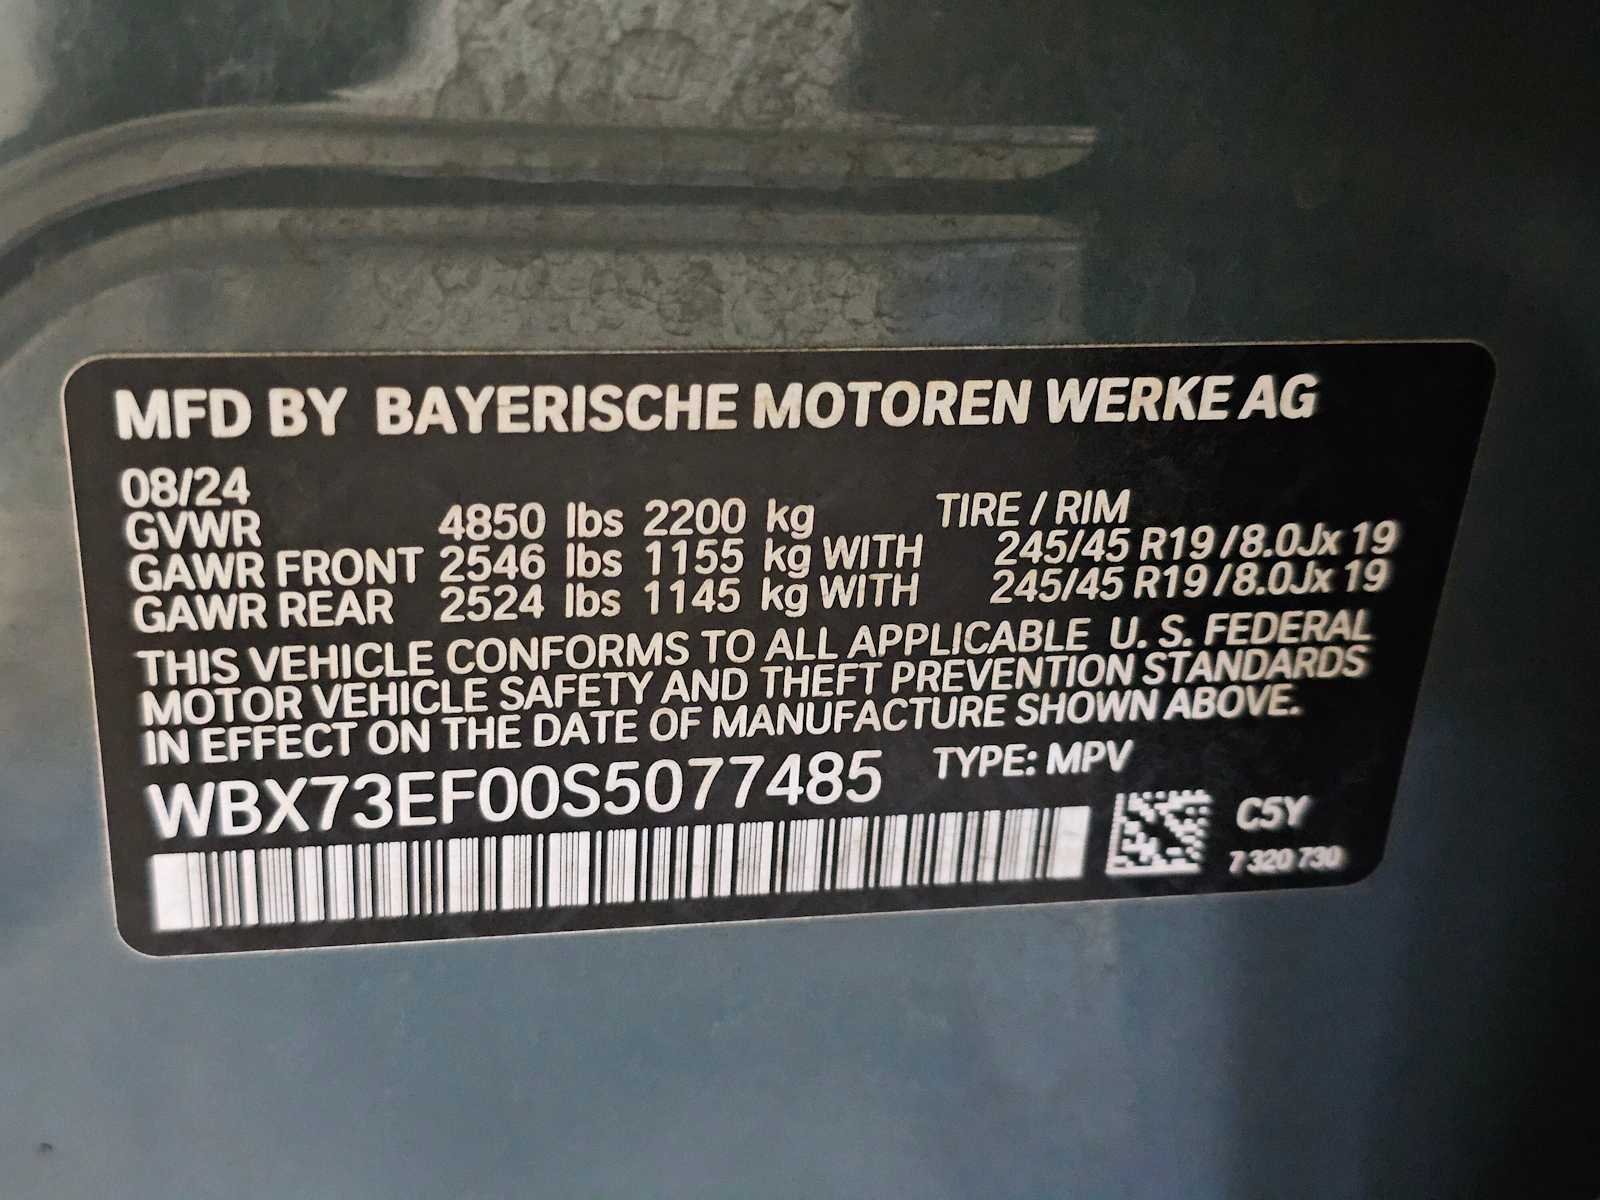 MFD BY BAYERISCHE MOTOREN WERKE AG
08/24
GVWR 4850 lbs 2200 kg TIRE / RIM
GAWR FRONT 2546 lbs 1155 kg WITH 245/45 R19 /8.0Jx 19
GAWR REAR 2524 lbs 1145 kg WITH 245/45 R19 /8.0Jx 19
THIS VEHICLE CONFORMS TO ALL APPLICABLE U. S. FEDERAL
MOTOR VEHICLE SAFETY AND THEFT PREVENTION STANDARDS
IN EFFECT ON THE DATE OF MANUFACTURE SHOWN ABOVE.
WBX73EF00S5077485 TYPE: MPV
C5Y
7 320 730